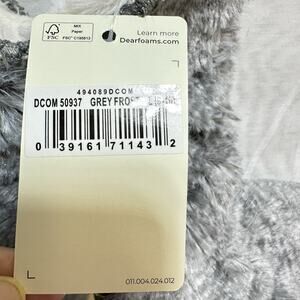 FSC
MIX
Paper
FSC® C166613
Learn more
Dearfoams.com
494089DCOM
DCOM 50937 GREY FROST
0 39161 71143 2
011.004.024.012